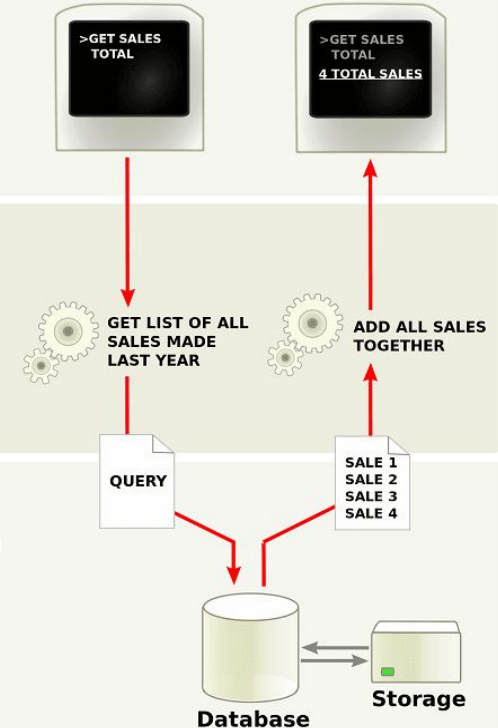 >GET SALES
TOTAL
>GET SALES
TOTAL
4 TOTAL SALES
GET LIST OF ALL
SALES MADE
LAST YEAR
ADD ALL SALES
TOGETHER
QUERY
SALE 1
SALE 2
SALE 3
SALE 4
Storage
Database